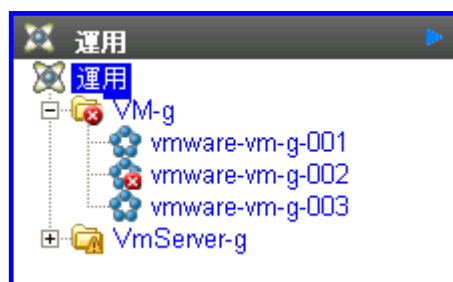 運用
運用
VM-g
vmware-vm-g-001
vmware-vm-g-002
vmware-vm-g-003
VmServer-g